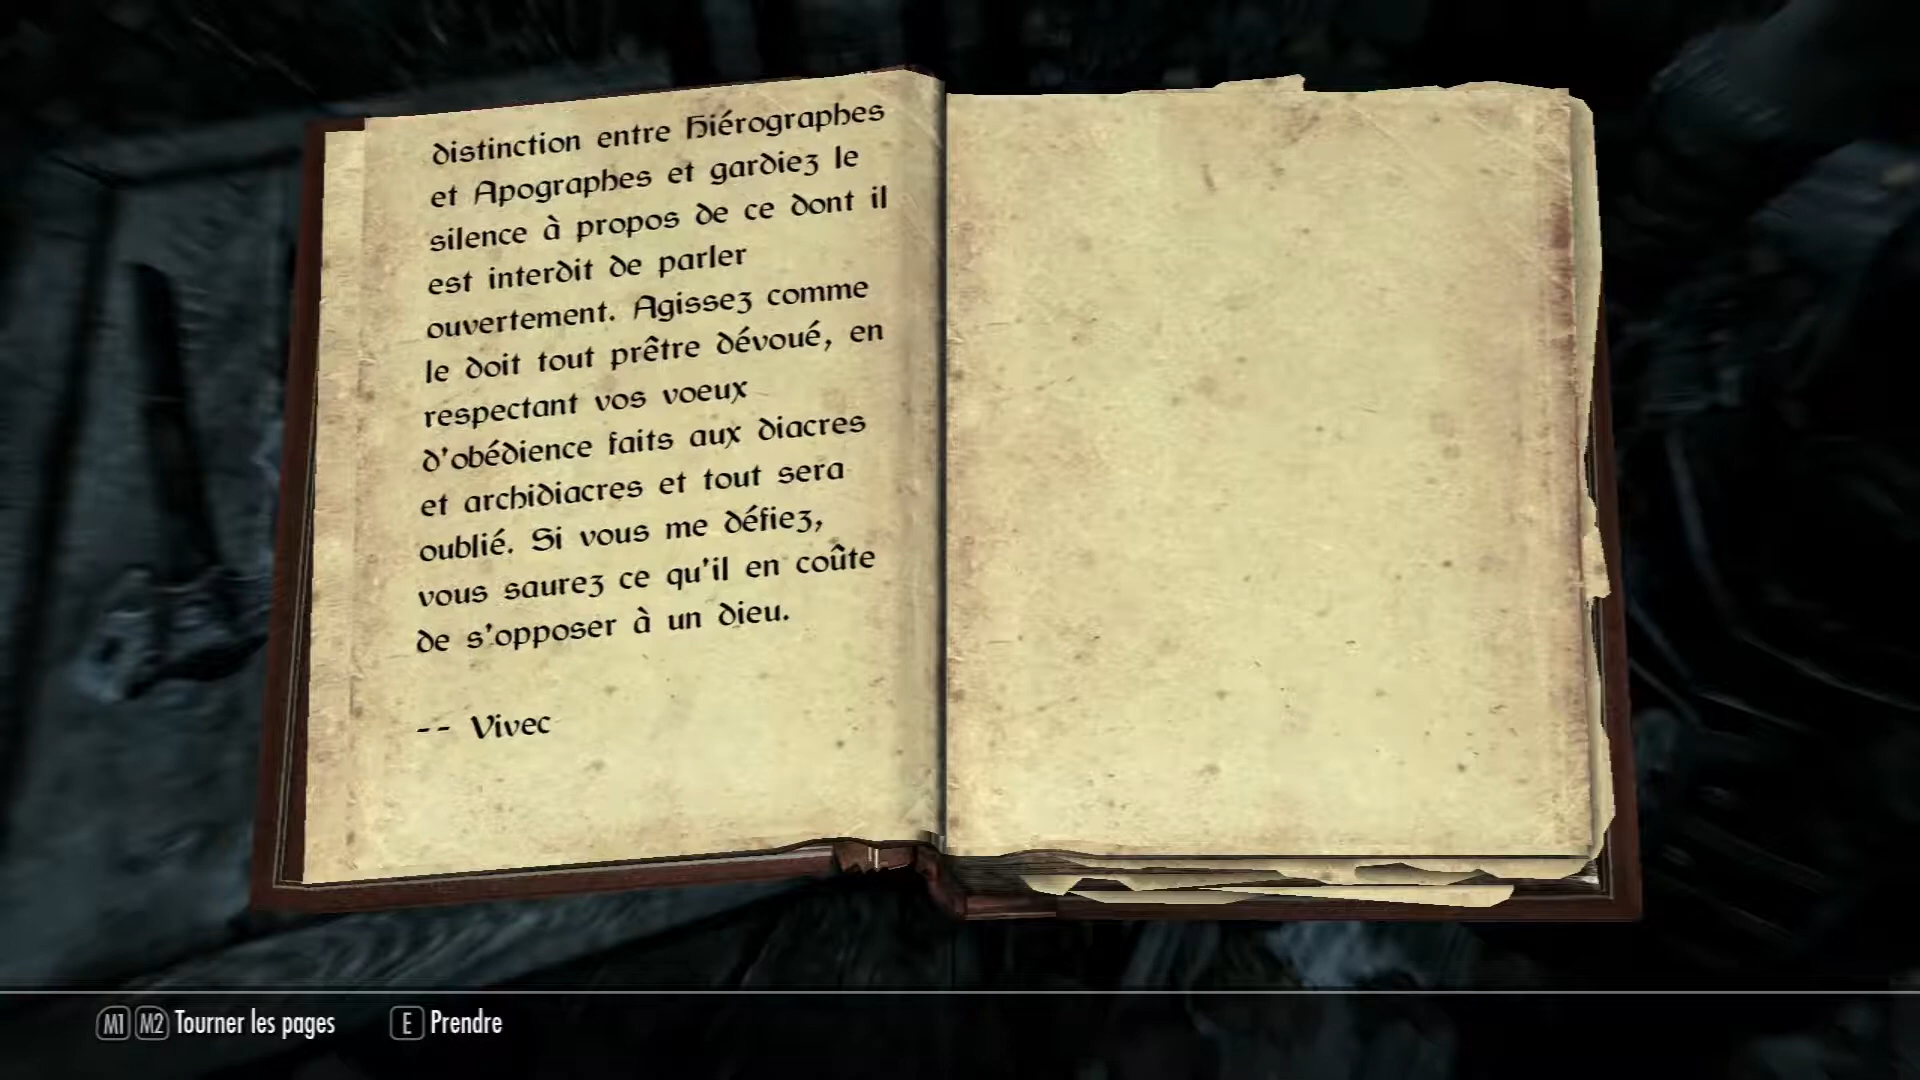 distinction entre Hiérographes
et Apographes et gardiez le
silence à propos de ce dont il
est interdit de parler
ouvertement. Agissez comme
le doit tout prêtre dévoué, en
respectant vos voeux
d'obédience faits aux diacres
et archidiacres et tout sera
oublié. Si vous me défiez,
vous saurez ce qu'il en coûte
de s'opposer à un dieu.
-- Vivec
M1 M2 Tourner les pages E Prendre